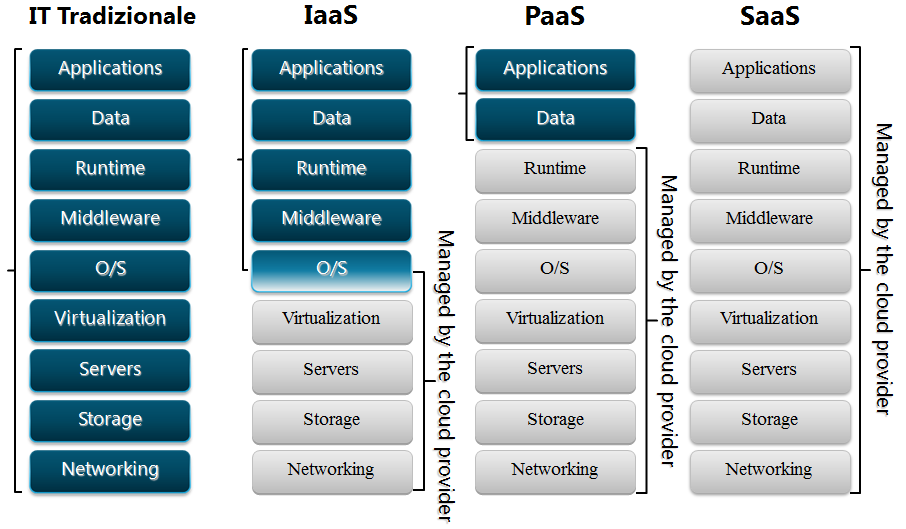 IT Tradizionale
Applications
Data
Runtime
Middleware
O/S
Virtualization
Servers
Storage
Networking
IaaS
Applications
Data
Runtime
Middleware
O/S
Virtualization
Servers
Storage
Networking
Managed by the cloud provider
PaaS
Applications
Data
Runtime
Middleware
O/S
Virtualization
Servers
Storage
Networking
Managed by the cloud provider
SaaS
Applications
Data
Runtime
Middleware
O/S
Virtualization
Servers
Storage
Networking
Managed by the cloud provider